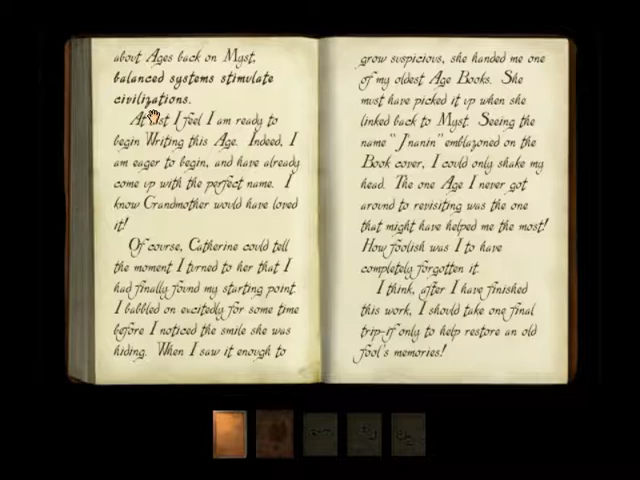 about Ages back on Myst,
balanced systems stimulate
civilizations.
At last I feel I am ready to
begin Writing this Age. Indeed, I
am eager to begin, and have already
come up with the perfect name. I
know Grandmother would have loved
it!
Of course, Catherine could tell
the moment I turned to her that I
had finally found my starting point.
I babbled on excitedly for some time
before I noticed the smile she was
hiding. When I saw it enough to
grow suspicious, she handed me one
of my oldest Age Books. She
must have picked it up when she
linked back to Myst. Seeing the
name "J'nanin" emblazoned on the
Book cover, I could only shake my
head. The one Age I never got
around to revisiting was the one
that might have helped me the most!
How foolish was I to have
completely forgotten it.
I think, after I have finished
this work, I should take one final
trip-if only to help restore an old
fool's memories!